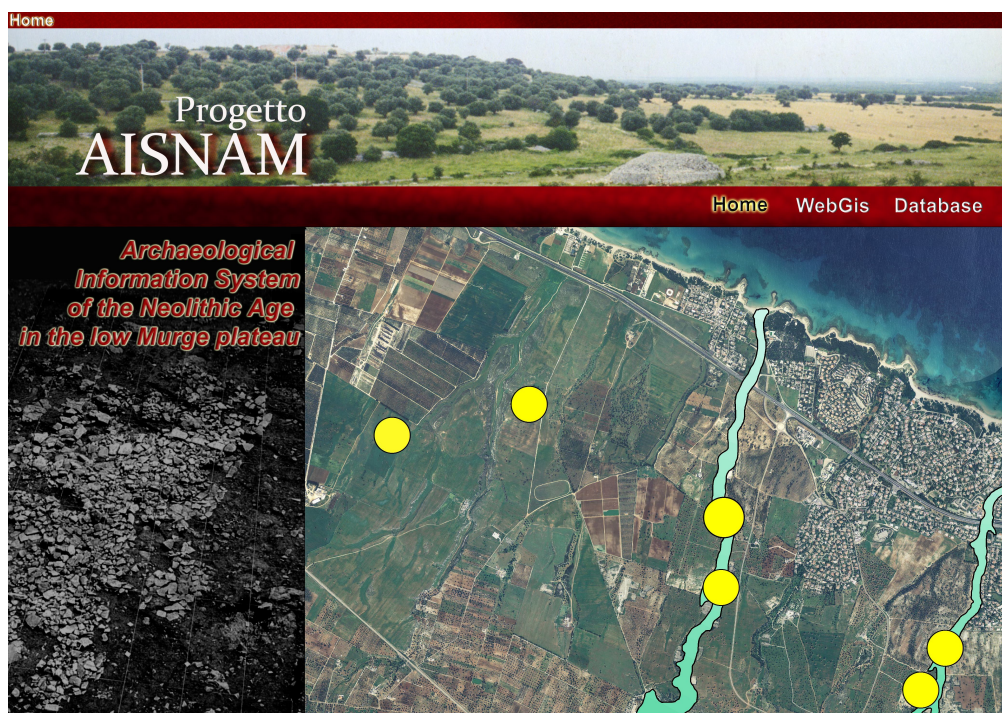 Home
Progetto
AISNAM
Home WebGis Database
Archaeological
Information System
of the Neolithic Age
in the low Murge plateau